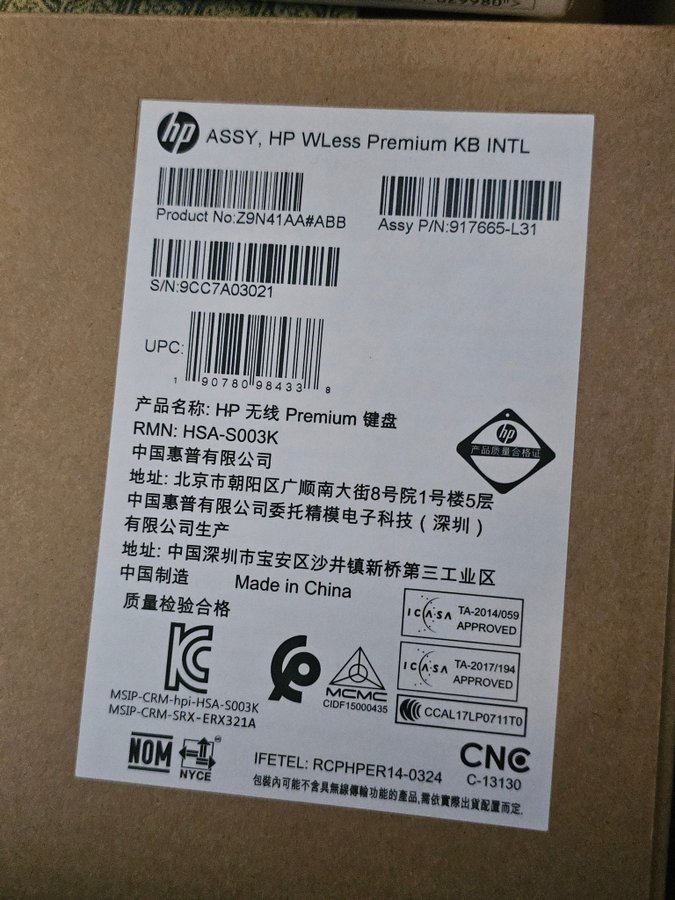 hp ASSY, HP WLess Premium KB INTL
Product No:Z9N41AA#ABB
Assy P/N:917665-L31
S/N:9CC7A03021
UPC:
1 90780 98433 8
产品名称: HP 无线 Premium 键盘
RMN: HSA-S003K
中国惠普有限公司
地址: 北京市朝阳区广顺南大街8号院1号楼5层
中国惠普有限公司委托精模电子科技（深圳）
有限公司生产
地址: 中国深圳市宝安区沙井镇新桥第三工业区
中国制造 Made in China
质量检验合格
hp
产品质量合格证
ICASA TA-2014/059
APPROVED
ICASA TA-2017/194
APPROVED
CCAL17LP0711T0
MSIP-CRM-hpi-HSA-S003K
MSIP-CRM-SRX-ERX321A
MCMC
CIDF15000435
NOM
NYCE
IFETEL: RCPHPER14-0324
CNC
C-13130
包裝內可能不含具無線傳輸功能的產品,需依實際出貨配置而定.